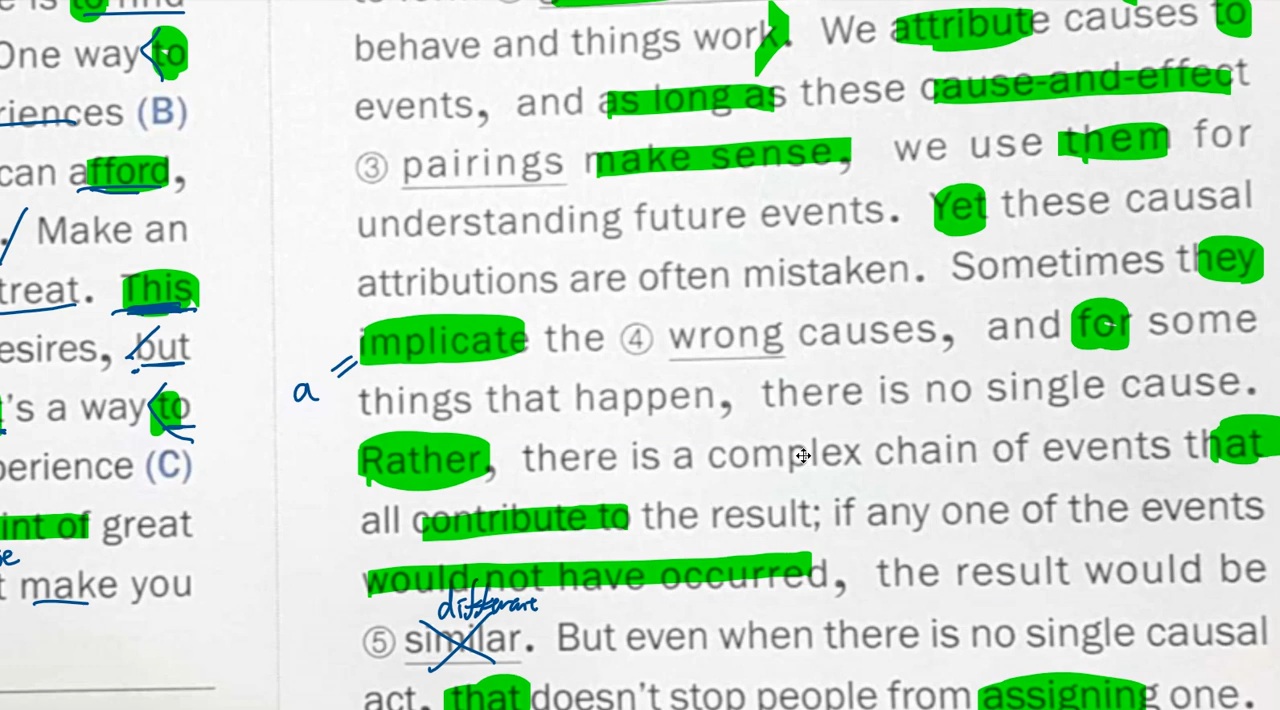 One way to
riences (B)
can afford,
. Make an
treat. This
esires, but
's a way to
perience (C)
int of great
t make you
behave and things work. We attribute causes to
events, and as long as these cause-and-effect
③ pairings make sense, we use them for
understanding future events. Yet these causal
attributions are often mistaken. Sometimes they
implicate the ④ wrong causes, and for some
a =
things that happen, there is no single cause.
Rather, there is a complex chain of events that
all contribute to the result; if any one of the events
would not have occurred, the result would be
different
⑤ similar. But even when there is no single causal
act, that doesn't stop people from assigning one.